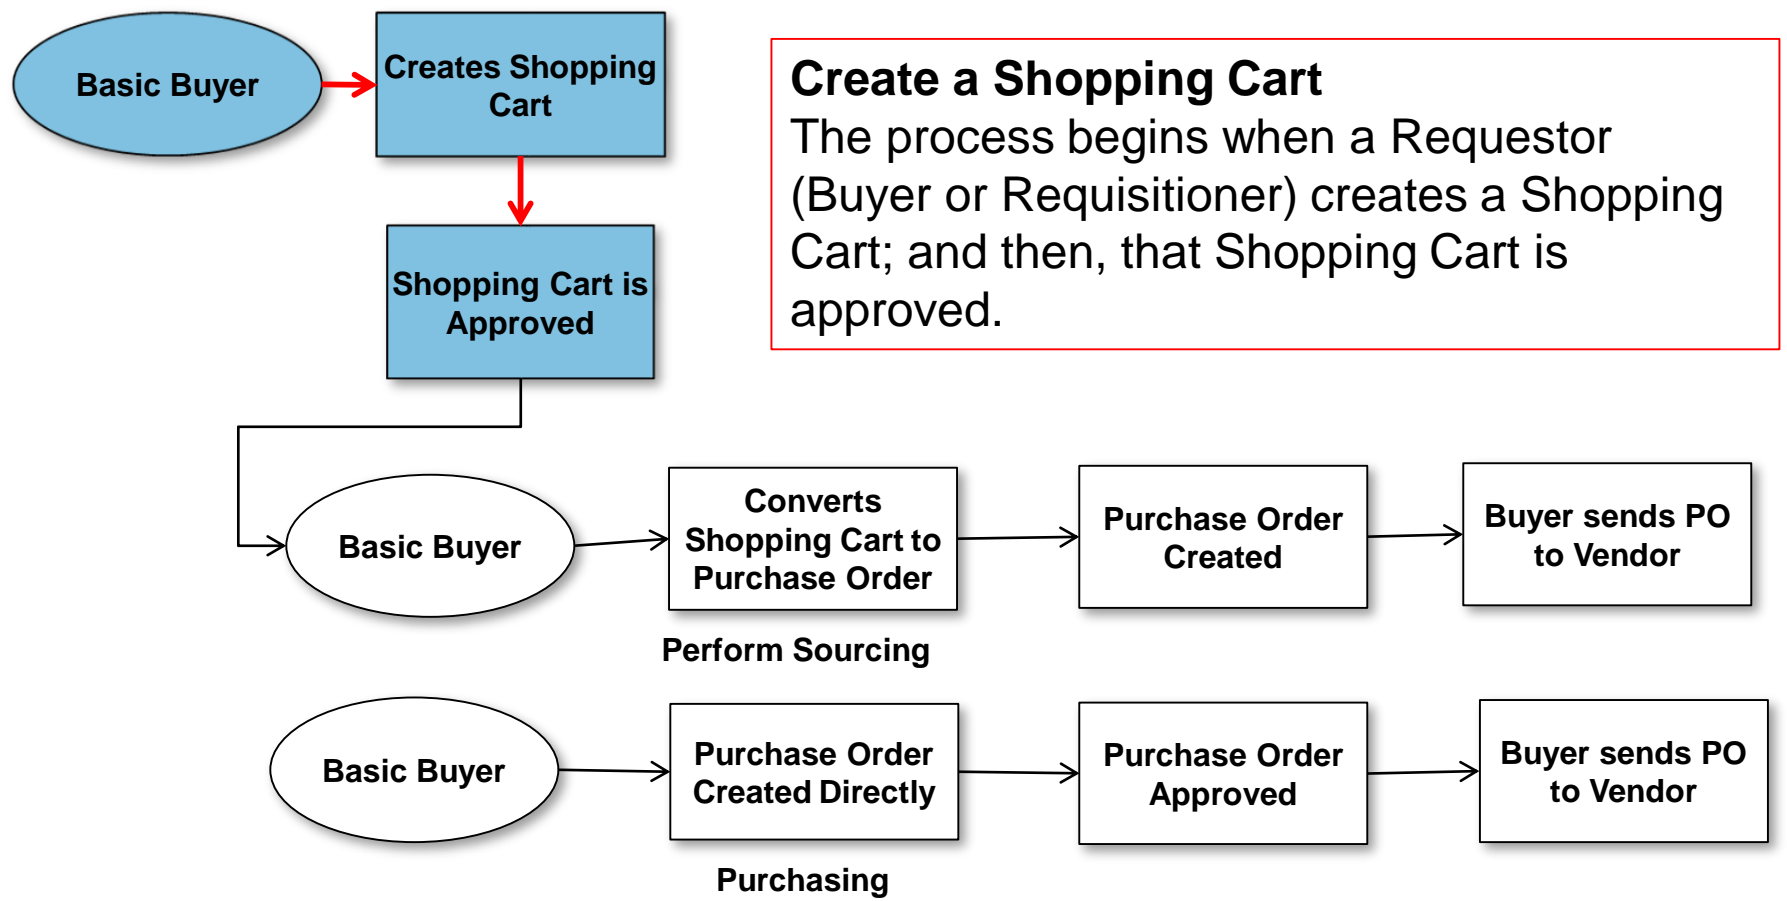 Basic Buyer
Creates Shopping
Cart
Create a Shopping Cart
The process begins when a Requestor
(Buyer or Requisitioner) creates a Shopping
Cart; and then, that Shopping Cart is
approved.
Shopping Cart is
Approved
Basic Buyer
Converts
Shopping Cart to
Purchase Order
Purchase Order
Created
Buyer sends PO
to Vendor
Perform Sourcing
Basic Buyer
Purchase Order
Created Directly
Purchase Order
Approved
Buyer sends PO
to Vendor
Purchasing